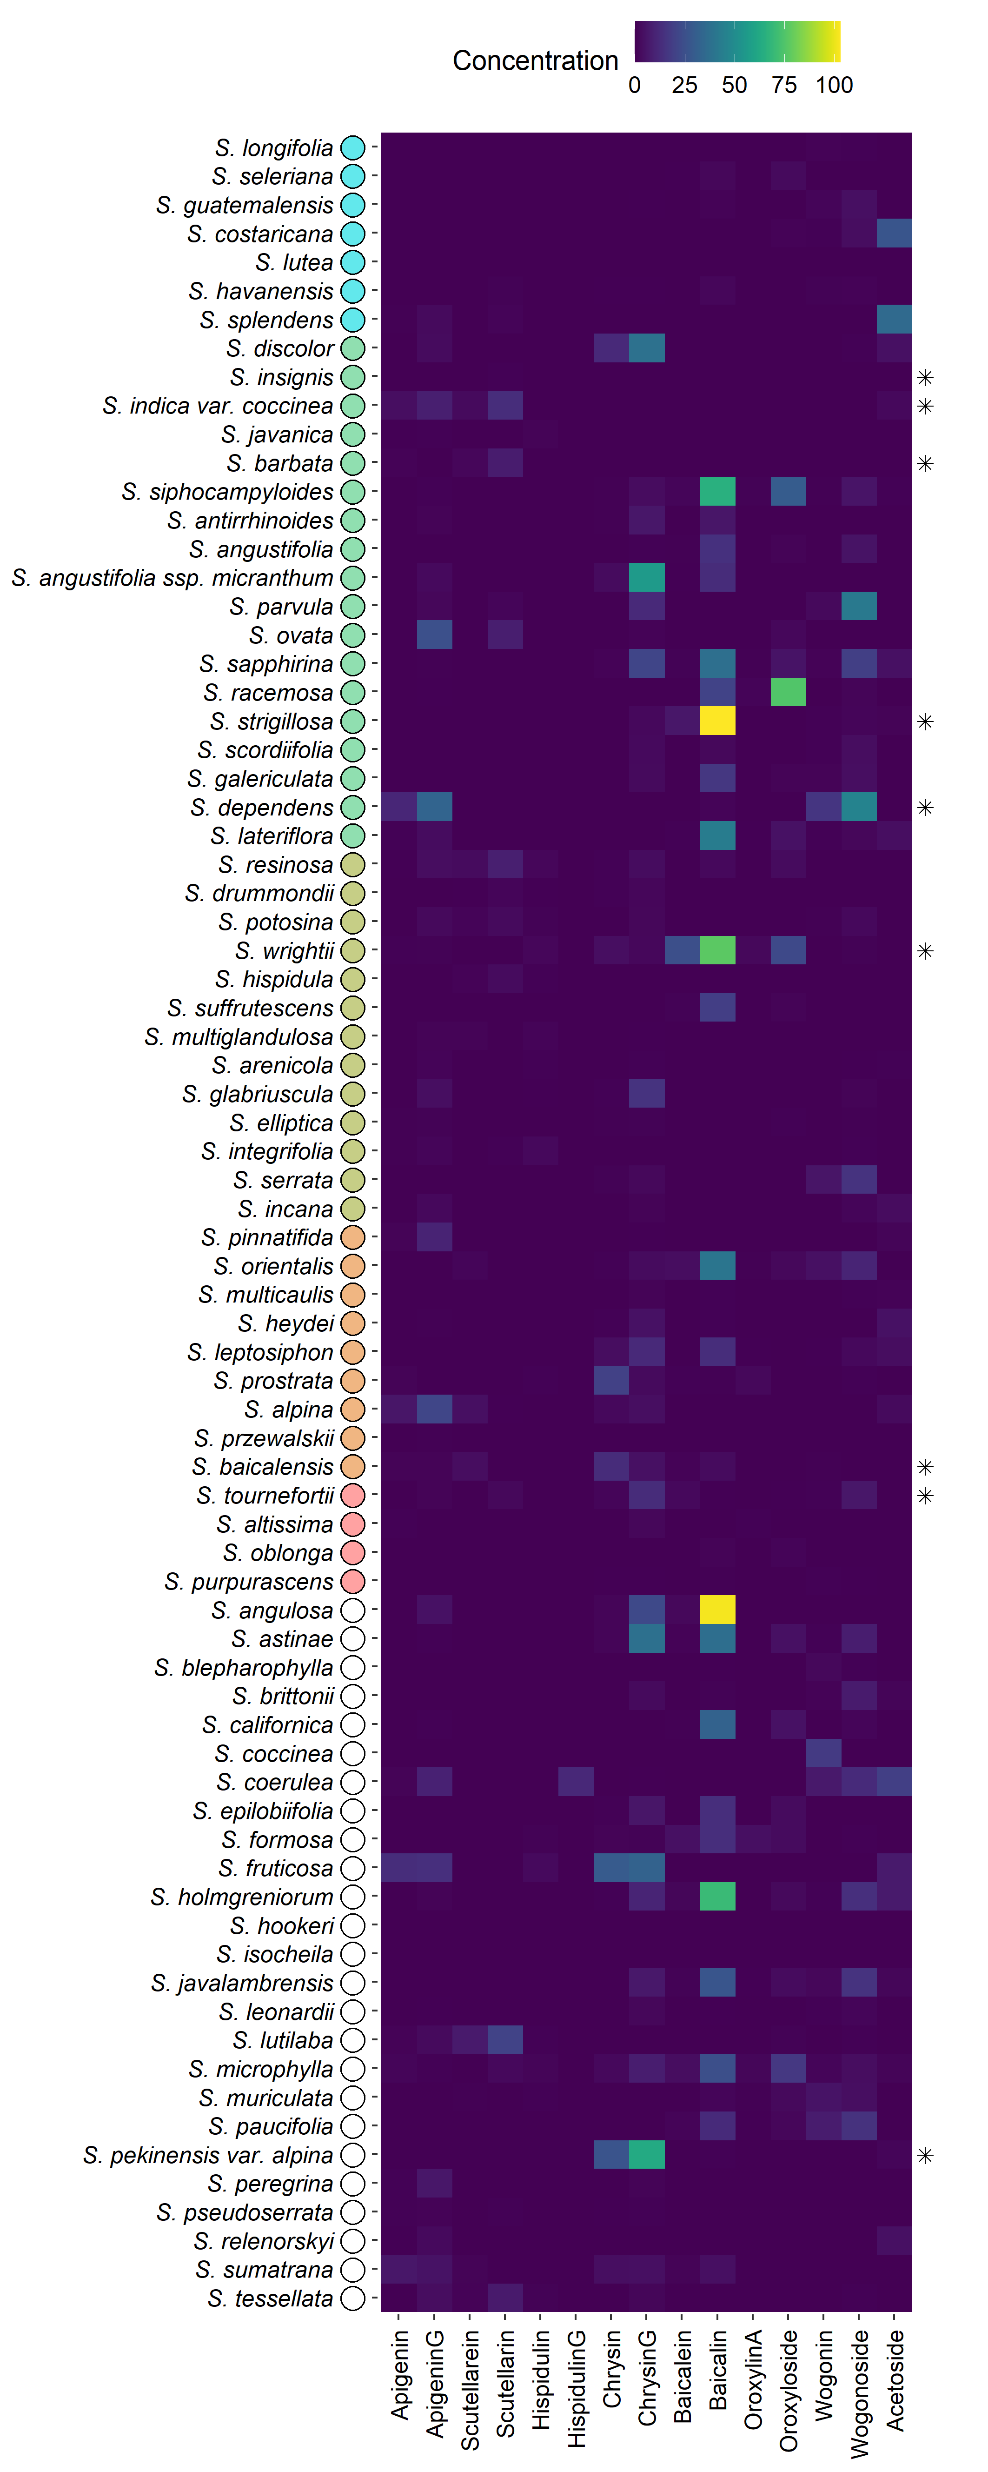 Concentration
0 25 50 75 100
S. longifolia
S. seleriana
S. guatemalensis
S. costaricana
S. lutea
S. havanensis
S. splendens
S. discolor
S. insignis
S. indica var. coccinea
S. javanica
S. barbata
S. siphocampyloides
S. antirrhinoides
S. angustifolia
S. angustifolia ssp. micranthum
S. parvula
S. ovata
S. sapphirina
S. racemosa
S. strigillosa
S. scordiifolia
S. galericulata
S. dependens
S. lateriflora
S. resinosa
S. drummondii
S. potosina
S. wrightii
S. hispidula
S. suffrutescens
S. multiglandulosa
S. arenicola
S. glabriuscula
S. elliptica
S. integrifolia
S. serrata
S. incana
S. pinnatifida
S. orientalis
S. multicaulis
S. heydei
S. leptosiphon
S. prostrata
S. alpina
S. przewalskii
S. baicalensis
S. tournefortii
S. altissima
S. oblonga
S. purpurascens
S. angulosa
S. astinae
S. blepharophylla
S. brittonii
S. californica
S. coccinea
S. coerulea
S. epilobiifolia
S. formosa
S. fruticosa
S. holmgreniorum
S. hookeri
S. isocheila
S. javalambrensis
S. leonardii
S. lutilaba
S. microphylla
S. muriculata
S. paucifolia
S. pekinensis var. alpina
S. peregrina
S. pseudoserrata
S. relenorskyi
S. sumatrana
S. tessellata
Apigenin
ApigeninG
Scutellarein
Scutellarin
Hispidulin
HispidulinG
Chrysin
ChrysinG
Baicalein
Baicalin
OroxylinA
Oroxyloside
Wogonin
Wogonoside
Acetoside